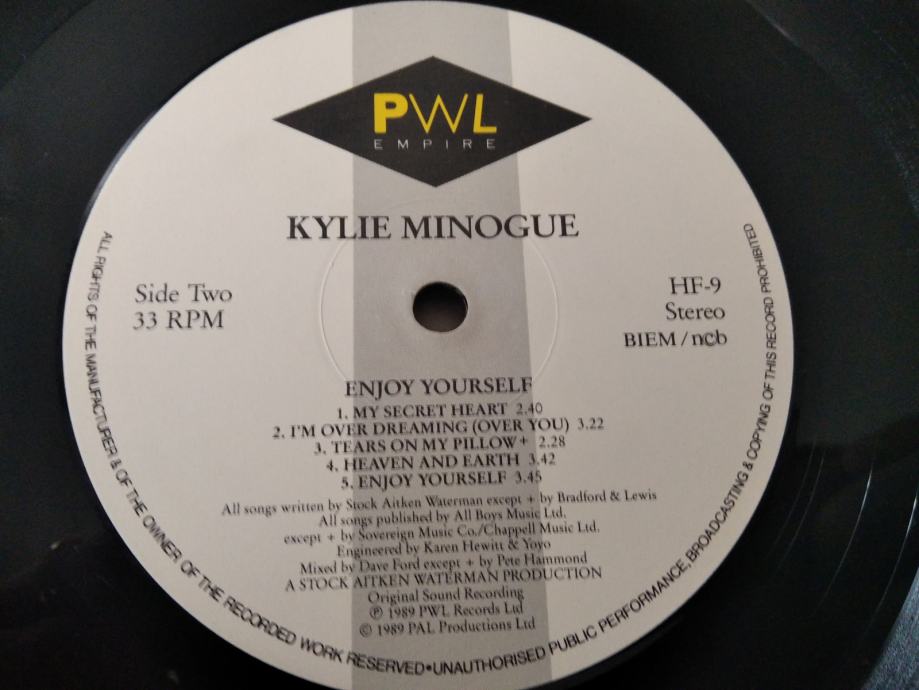 PWL
EMPIRE
KYLIE MINOGUE
Side Two
33 RPM
HF-9
Stereo
BIEM/ncb
ENJOY YOURSELF
1. MY SECRET HEART 2.40
2. I'M OVER DREAMING (OVER YOU) 3.22
3. TEARS ON MY PILLOW+ 2.28
4. HEAVEN AND EARTH 3.42
5. ENJOY YOURSELF 3.45
All songs written by Stock Aitken Waterman except + by Bradford & Lewis
All songs published by All Boys Music Ltd.
except + by Sovereign Music Co./Chappell Music Ltd.
Engineered by Karen Hewitt & Yoyo
Mixed by Dave Ford except + by Pete Hammond
A STOCK AITKEN WATERMAN PRODUCTION
Original Sound Recording
℗ 1989 PWL Records Ltd
© 1989 PAL Productions Ltd
ALL RIGHTS OF THE MANUFACTURER & OF THE OWNER OF THE RECORDED WORK RESERVED•UNAUTHORISED PUBLIC PERFORMANCE, BROADCASTING & COPYING OF THIS RECORD PROHIBITED